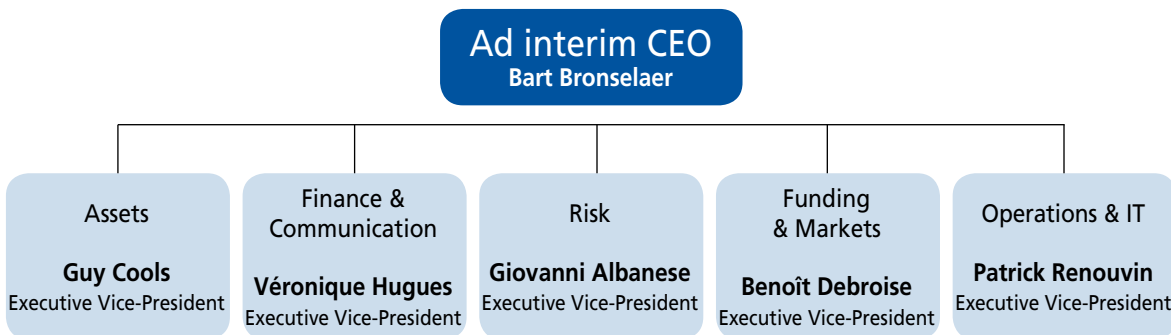 Ad interim CEO
Bart Bronselaer
Assets
Guy Cools
Executive Vice-President
Finance &
Communication
Véronique Hugues
Executive Vice-President
Risk
Giovanni Albanese
Executive Vice-President
Funding
& Markets
Benoît Debroise
Executive Vice-President
Operations & IT
Patrick Renouvin
Executive Vice-President